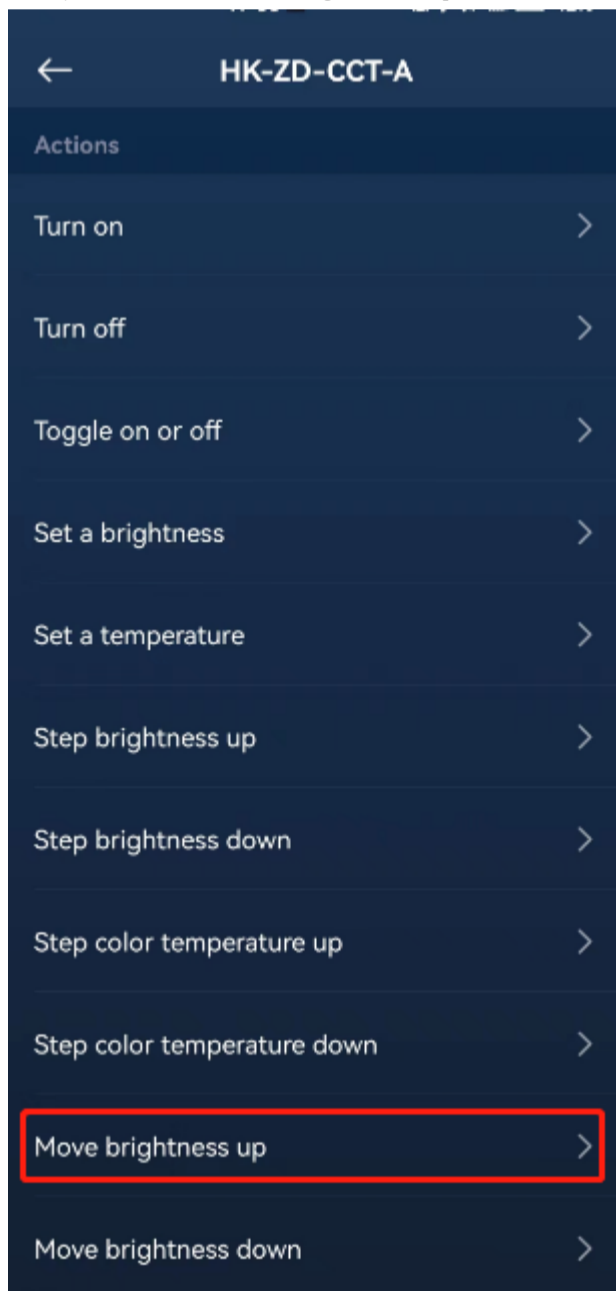 HK-ZD-CCT-A
Actions
Turn on
Turn off
Toggle on or off
Set a brightness
Set a temperature
Step brightness up
Step brightness down
Step color temperature up
Step color temperature down
Move brightness up
Move brightness down